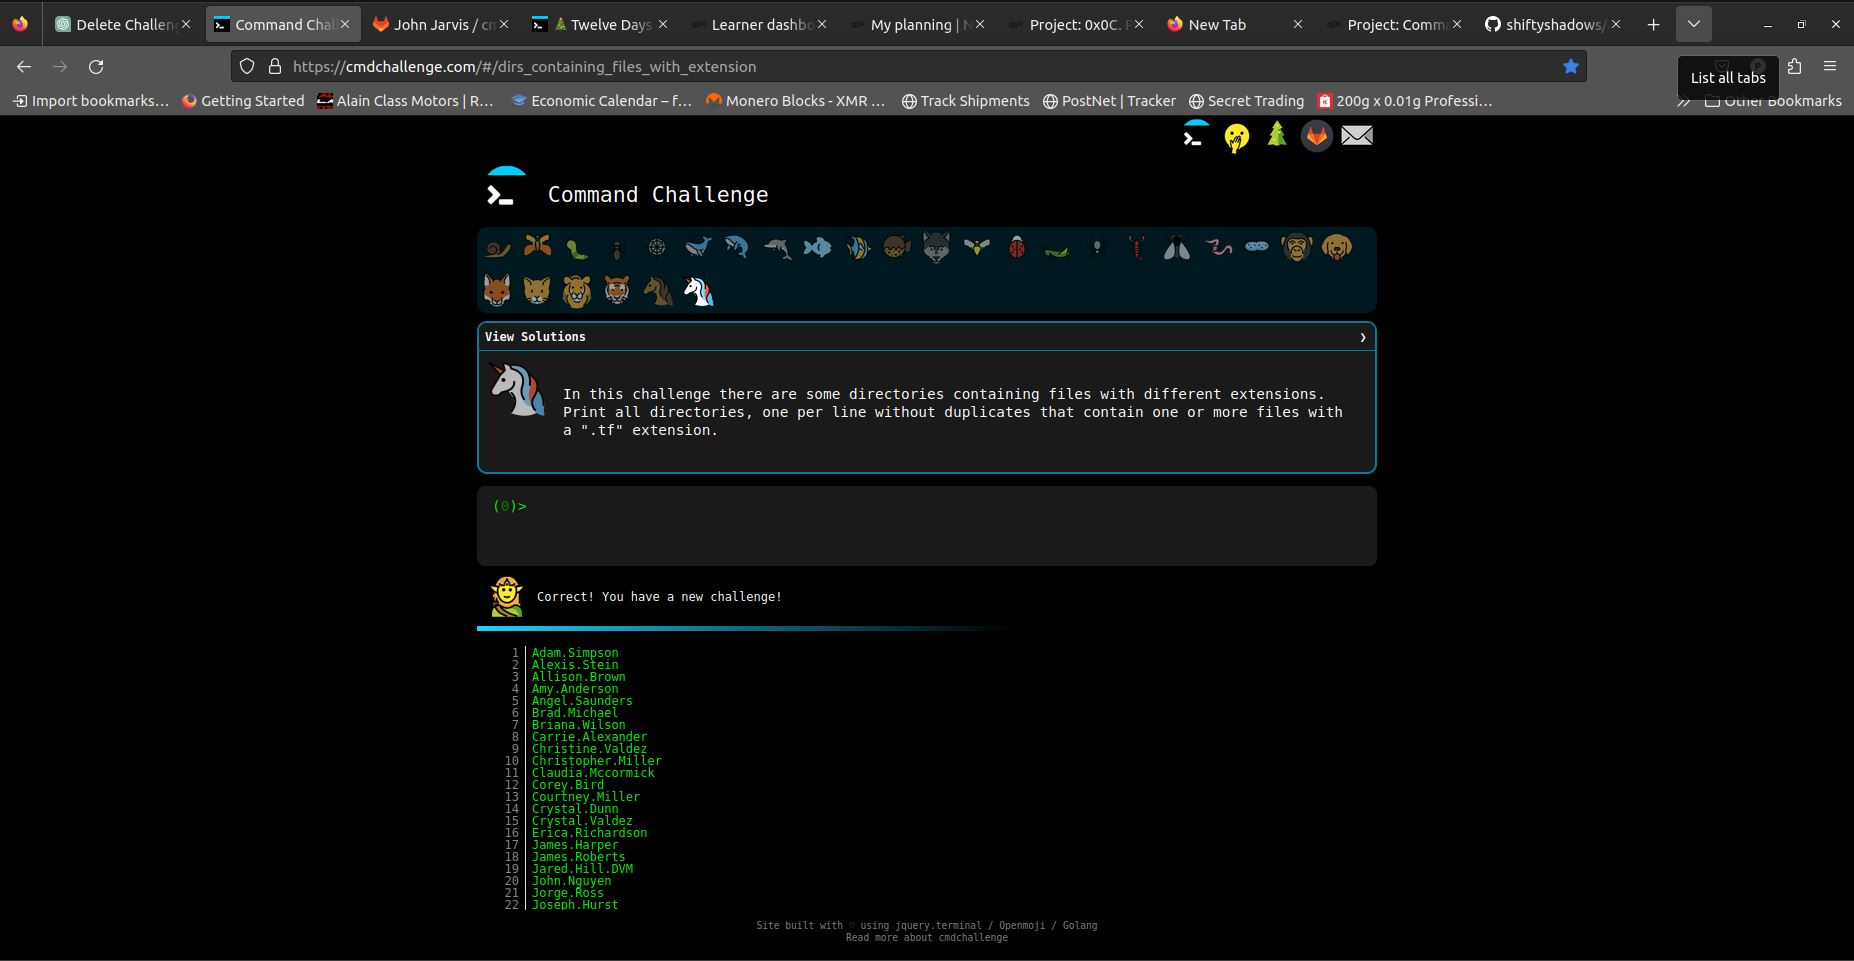 Delete Challeng
Command Chal
John Jarvis / cm
Twelve Days
Learner dashbo
My planning | N
Project: 0x0C. P
New Tab
Project: Comma
shiftyshadows/
https://cmdchallenge.com/#/dirs_containing_files_with_extension
List all tabs
Import bookmarks…
Getting Started
Alain Class Motors | R…
Economic Calendar – f…
Monero Blocks - XMR …
Track Shipments
PostNet | Tracker
Secret Trading
200g x 0.01g Professi…
Other Bookmarks
Command Challenge
View Solutions
In this challenge there are some directories containing files with different extensions.
Print all directories, one per line without duplicates that contain one or more files with
a ".tf" extension.
(0)>
Correct! You have a new challenge!
1 Adam.Simpson
2 Alexis.Stein
3 Allison.Brown
4 Amy.Anderson
5 Angel.Saunders
6 Brad.Michael
7 Briana.Wilson
8 Carrie.Alexander
9 Christine.Valdez
10 Christopher.Miller
11 Claudia.Mccormick
12 Corey.Bird
13 Courtney.Miller
14 Crystal.Dunn
15 Crystal.Valdez
16 Erica.Richardson
17 James.Harper
18 James.Roberts
19 Jared.Hill.DVM
20 John.Nguyen
21 Jorge.Ross
22 Joseph.Hurst
Site built with ♡ using jquery.terminal / Openmoji / Golang
Read more about cmdchallenge